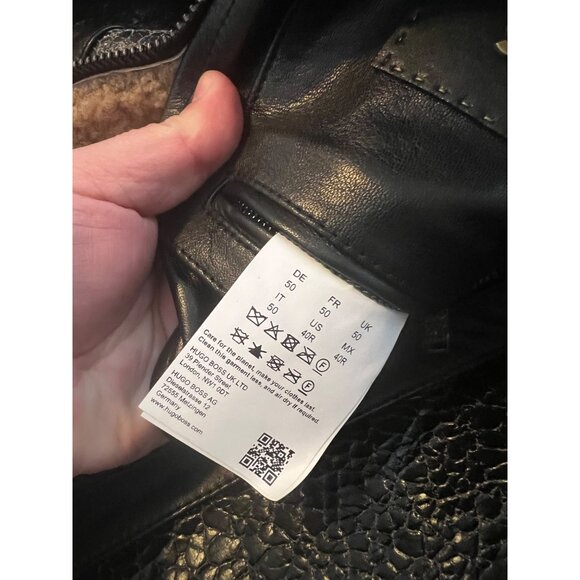 DE FR UK
50 50 50
IT US MX
50 40R 40R
Care for the planet, make your clothes last.
Clean this garment less, and air dry if required.
HUGO BOSS UK LTD
39 Plender Street
London, NW1 0DT
HUGO BOSS AG
Dieselstrasse 12
72555 Metzingen
Germany
www.hugoboss.com